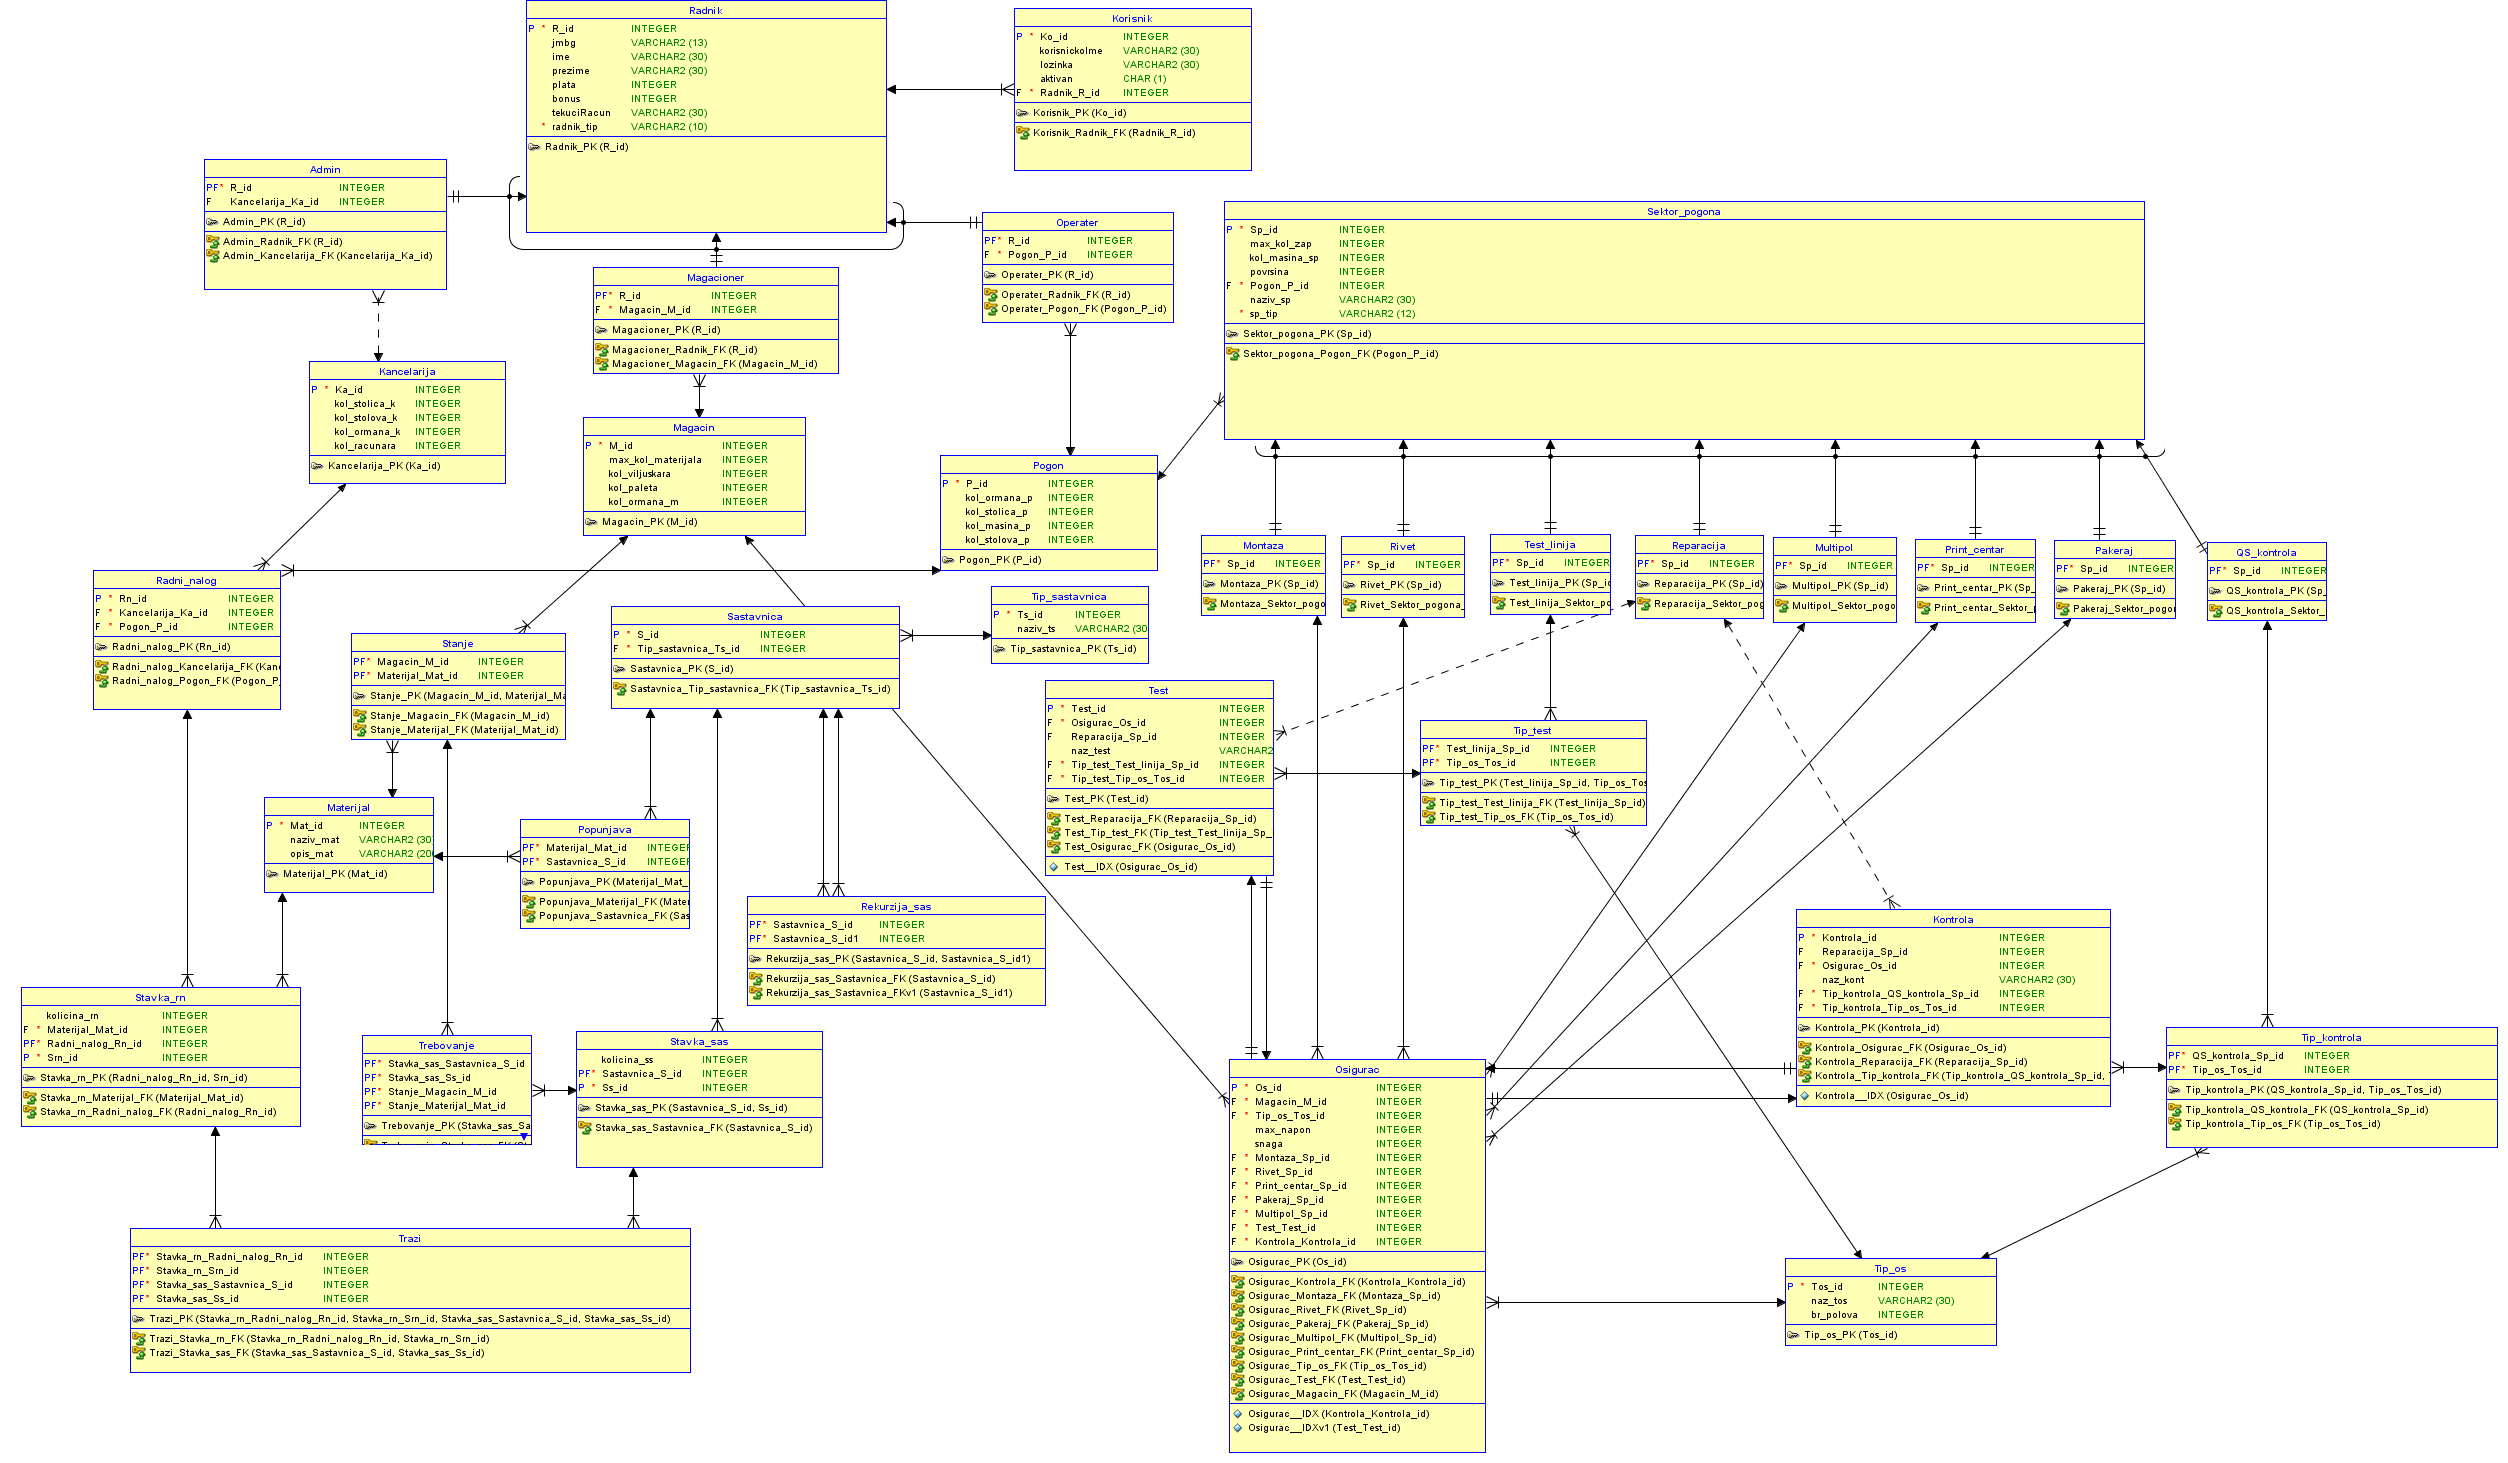 Radnik
P * R_id INTEGER
jmbg VARCHAR2 (13)
ime VARCHAR2 (30)
prezime VARCHAR2 (30)
plata INTEGER
bonus INTEGER
tekuciRacun VARCHAR2 (30)
* radnik_tip VARCHAR2 (10)
Radnik_PK (R_id)
Korisnik
P * Ko_id INTEGER
korisnickoIme VARCHAR2 (30)
lozinka VARCHAR2 (30)
aktivan CHAR (1)
F * Radnik_R_id INTEGER
Korisnik_PK (Ko_id)
Korisnik_Radnik_FK (Radnik_R_id)
Admin
PF* R_id INTEGER
F Kancelarija_Ka_id INTEGER
Admin_PK (R_id)
Admin_Radnik_FK (R_id)
Admin_Kancelarija_FK (Kancelarija_Ka_id)
Magacioner
PF* R_id INTEGER
F * Magacin_M_id INTEGER
Magacioner_PK (R_id)
Magacioner_Radnik_FK (R_id)
Magacioner_Magacin_FK (Magacin_M_id)
Operater
PF* R_id INTEGER
F * Pogon_P_id INTEGER
Operater_PK (R_id)
Operater_Radnik_FK (R_id)
Operater_Pogon_FK (Pogon_P_id)
Sektor_pogona
P * Sp_id INTEGER
max_kol_zap INTEGER
kol_masina_sp INTEGER
povrsina INTEGER
F * Pogon_P_id INTEGER
naziv_sp VARCHAR2 (30)
* sp_tip VARCHAR2 (12)
Sektor_pogona_PK (Sp_id)
Sektor_pogona_Pogon_FK (Pogon_P_id)
Kancelarija
P * Ka_id INTEGER
kol_stolica_k INTEGER
kol_stolova_k INTEGER
kol_ormana_k INTEGER
kol_racunara INTEGER
Kancelarija_PK (Ka_id)
Magacin
P * M_id INTEGER
max_kol_materijala INTEGER
kol_viljuskara INTEGER
kol_paleta INTEGER
kol_ormana_m INTEGER
Magacin_PK (M_id)
Pogon
P * P_id INTEGER
kol_ormana_p INTEGER
kol_stolica_p INTEGER
kol_masina_p INTEGER
kol_stolova_p INTEGER
Pogon_PK (P_id)
Montaza
PF* Sp_id INTEGER
Montaza_PK (Sp_id)
Montaza_Sektor_pogo
Rivet
PF* Sp_id INTEGER
Rivet_PK (Sp_id)
Rivet_Sektor_pogona_
Test_linija
PF* Sp_id INTEGER
Test_linija_PK (Sp_id
Test_linija_Sektor_po
Reparacija
PF* Sp_id INTEGER
Reparacija_PK (Sp_id)
Reparacija_Sektor_pog
Multipol
PF* Sp_id INTEGER
Multipol_PK (Sp_id)
Multipol_Sektor_pogo
Print_centar
PF* Sp_id INTEGER
Print_centar_PK (Sp_
Print_centar_Sektor_
Pakeraj
PF* Sp_id INTEGER
Pakeraj_PK (Sp_id)
Pakeraj_Sektor_pogor
QS_kontrola
PF* Sp_id INTEGER
QS_kontrola_PK (Sp_
QS_kontrola_Sektor_
Radni_nalog
P * Rn_id INTEGER
F * Kancelarija_Ka_id INTEGER
F * Pogon_P_id INTEGER
Radni_nalog_PK (Rn_id)
Radni_nalog_Kancelarija_FK (Kan
Radni_nalog_Pogon_FK (Pogon_P
Stanje
PF* Magacin_M_id INTEGER
PF* Materijal_Mat_id INTEGER
Stanje_PK (Magacin_M_id, Materijal_Ma
Stanje_Magacin_FK (Magacin_M_id)
Stanje_Materijal_FK (Materijal_Mat_id)
Sastavnica
P * S_id INTEGER
F * Tip_sastavnica_Ts_id INTEGER
Sastavnica_PK (S_id)
Sastavnica_Tip_sastavnica_FK (Tip_sastavnica_Ts_id)
Tip_sastavnica
P * Ts_id INTEGER
naziv_ts VARCHAR2 (30
Tip_sastavnica_PK (Ts_id)
Test
P * Test_id INTEGER
F * Osigurac_Os_id INTEGER
F Reparacija_Sp_id INTEGER
naz_test VARCHAR2
F * Tip_test_Test_linija_Sp_id INTEGER
F * Tip_test_Tip_os_Tos_id INTEGER
Test_PK (Test_id)
Test_Reparacija_FK (Reparacija_Sp_id)
Test_Tip_test_FK (Tip_test_Test_linija_Sp_
Test_Osigurac_FK (Osigurac_Os_id)
Test__IDX (Osigurac_Os_id)
Tip_test
PF* Test_linija_Sp_id INTEGER
PF* Tip_os_Tos_id INTEGER
Tip_test_PK (Test_linija_Sp_id, Tip_os_Tos
Tip_test_Test_linija_FK (Test_linija_Sp_id)
Tip_test_Tip_os_FK (Tip_os_Tos_id)
Materijal
P * Mat_id INTEGER
naziv_mat VARCHAR2 (30
opis_mat VARCHAR2 (200
Materijal_PK (Mat_id)
Popunjava
PF* Materijal_Mat_id INTEGER
PF* Sastavnica_S_id INTEGER
Popunjava_PK (Materijal_Mat_
Popunjava_Materijal_FK (Mater
Popunjava_Sastavnica_FK (Sas
Rekurzija_sas
PF* Sastavnica_S_id INTEGER
PF* Sastavnica_S_id1 INTEGER
Rekurzija_sas_PK (Sastavnica_S_id, Sastavnica_S_id1)
Rekurzija_sas_Sastavnica_FK (Sastavnica_S_id)
Rekurzija_sas_Sastavnica_FKv1 (Sastavnica_S_id1)
Kontrola
P * Kontrola_id INTEGER
F Reparacija_Sp_id INTEGER
F * Osigurac_Os_id INTEGER
naz_kont VARCHAR2 (30)
F * Tip_kontrola_QS_kontrola_Sp_id INTEGER
F * Tip_kontrola_Tip_os_Tos_id INTEGER
Kontrola_PK (Kontrola_id)
Kontrola_Osigurac_FK (Osigurac_Os_id)
Kontrola_Reparacija_FK (Reparacija_Sp_id)
Kontrola_Tip_kontrola_FK (Tip_kontrola_QS_kontrola_Sp_id,
Kontrola__IDX (Osigurac_Os_id)
Stavka_rn
kolicina_rn INTEGER
F * Materijal_Mat_id INTEGER
PF* Radni_nalog_Rn_id INTEGER
P * Srn_id INTEGER
Stavka_rn_PK (Radni_nalog_Rn_id, Srn_id)
Stavka_rn_Materijal_FK (Materijal_Mat_id)
Stavka_rn_Radni_nalog_FK (Radni_nalog_Rn_id)
Trebovanje
PF* Stavka_sas_Sastavnica_S_id
PF* Stavka_sas_Ss_id
PF* Stanje_Magacin_M_id
PF* Stanje_Materijal_Mat_id
Trebovanje_PK (Stavka_sas_Sa
Stavka_sas
kolicina_ss INTEGER
PF* Sastavnica_S_id INTEGER
P * Ss_id INTEGER
Stavka_sas_PK (Sastavnica_S_id, Ss_id)
Stavka_sas_Sastavnica_FK (Sastavnica_S_id)
Tip_kontrola
PF* QS_kontrola_Sp_id INTEGER
PF* Tip_os_Tos_id INTEGER
Tip_kontrola_PK (QS_kontrola_Sp_id, Tip_os_Tos_id)
Tip_kontrola_QS_kontrola_FK (QS_kontrola_Sp_id)
Tip_kontrola_Tip_os_FK (Tip_os_Tos_id)
Osigurac
P * Os_id INTEGER
F * Magacin_M_id INTEGER
F * Tip_os_Tos_id INTEGER
max_napon INTEGER
snaga INTEGER
F * Montaza_Sp_id INTEGER
F * Rivet_Sp_id INTEGER
F * Print_centar_Sp_id INTEGER
F * Pakeraj_Sp_id INTEGER
F * Multipol_Sp_id INTEGER
F * Test_Test_id INTEGER
F * Kontrola_Kontrola_id INTEGER
Osigurac_PK (Os_id)
Osigurac_Kontrola_FK (Kontrola_Kontrola_id)
Osigurac_Montaza_FK (Montaza_Sp_id)
Osigurac_Rivet_FK (Rivet_Sp_id)
Osigurac_Pakeraj_FK (Pakeraj_Sp_id)
Osigurac_Multipol_FK (Multipol_Sp_id)
Osigurac_Print_centar_FK (Print_centar_Sp_id)
Osigurac_Tip_os_FK (Tip_os_Tos_id)
Osigurac_Test_FK (Test_Test_id)
Osigurac_Magacin_FK (Magacin_M_id)
Osigurac__IDX (Kontrola_Kontrola_id)
Osigurac__IDXv1 (Test_Test_id)
Trazi
PF* Stavka_rn_Radni_nalog_Rn_id INTEGER
PF* Stavka_rn_Srn_id INTEGER
PF* Stavka_sas_Sastavnica_S_id INTEGER
PF* Stavka_sas_Ss_id INTEGER
Trazi_PK (Stavka_rn_Radni_nalog_Rn_id, Stavka_rn_Srn_id, Stavka_sas_Sastavnica_S_id, Stavka_sas_Ss_id)
Trazi_Stavka_rn_FK (Stavka_rn_Radni_nalog_Rn_id, Stavka_rn_Srn_id)
Trazi_Stavka_sas_FK (Stavka_sas_Sastavnica_S_id, Stavka_sas_Ss_id)
Tip_os
P * Tos_id INTEGER
naz_tos VARCHAR2 (30)
br_polova INTEGER
Tip_os_PK (Tos_id)